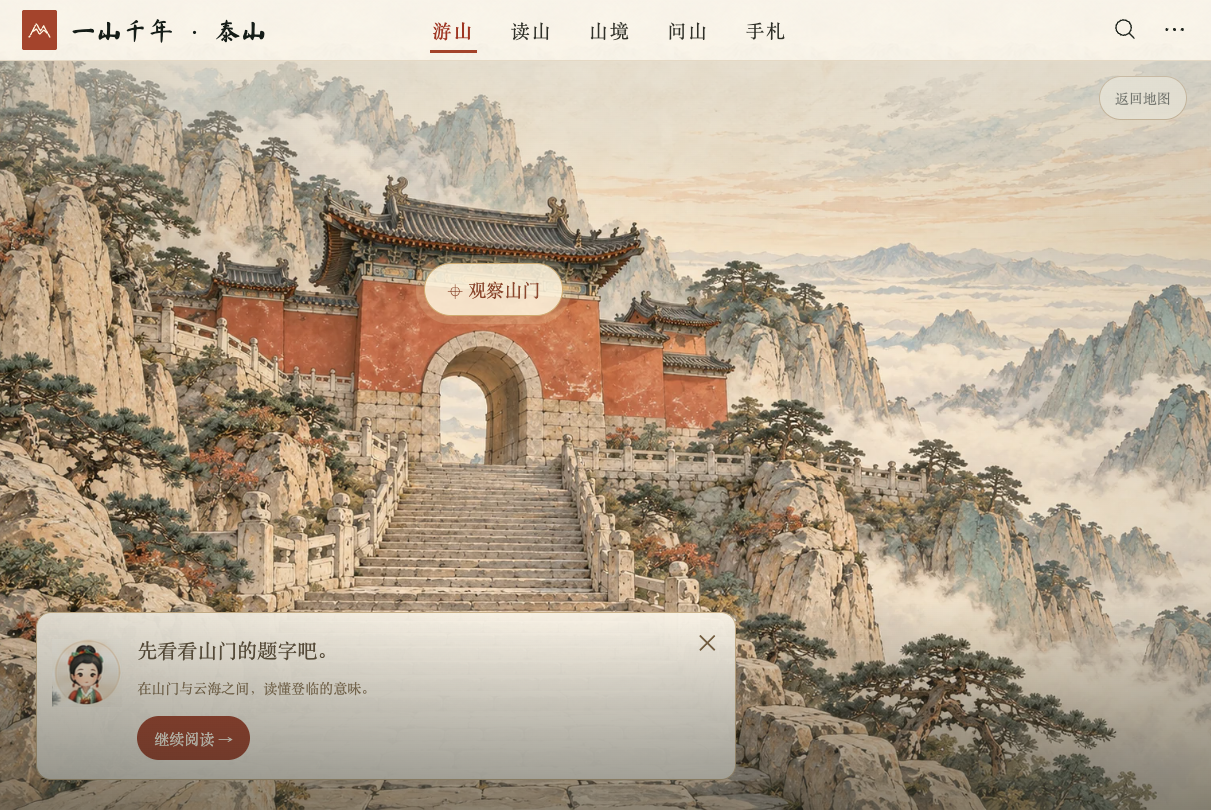 一山千年 · 泰山
游山 读山 山境 问山 手札
返回地图
观察山门
先看看山门的题字吧。
在山门与云海之间，读懂登临的意味。
继续阅读 →